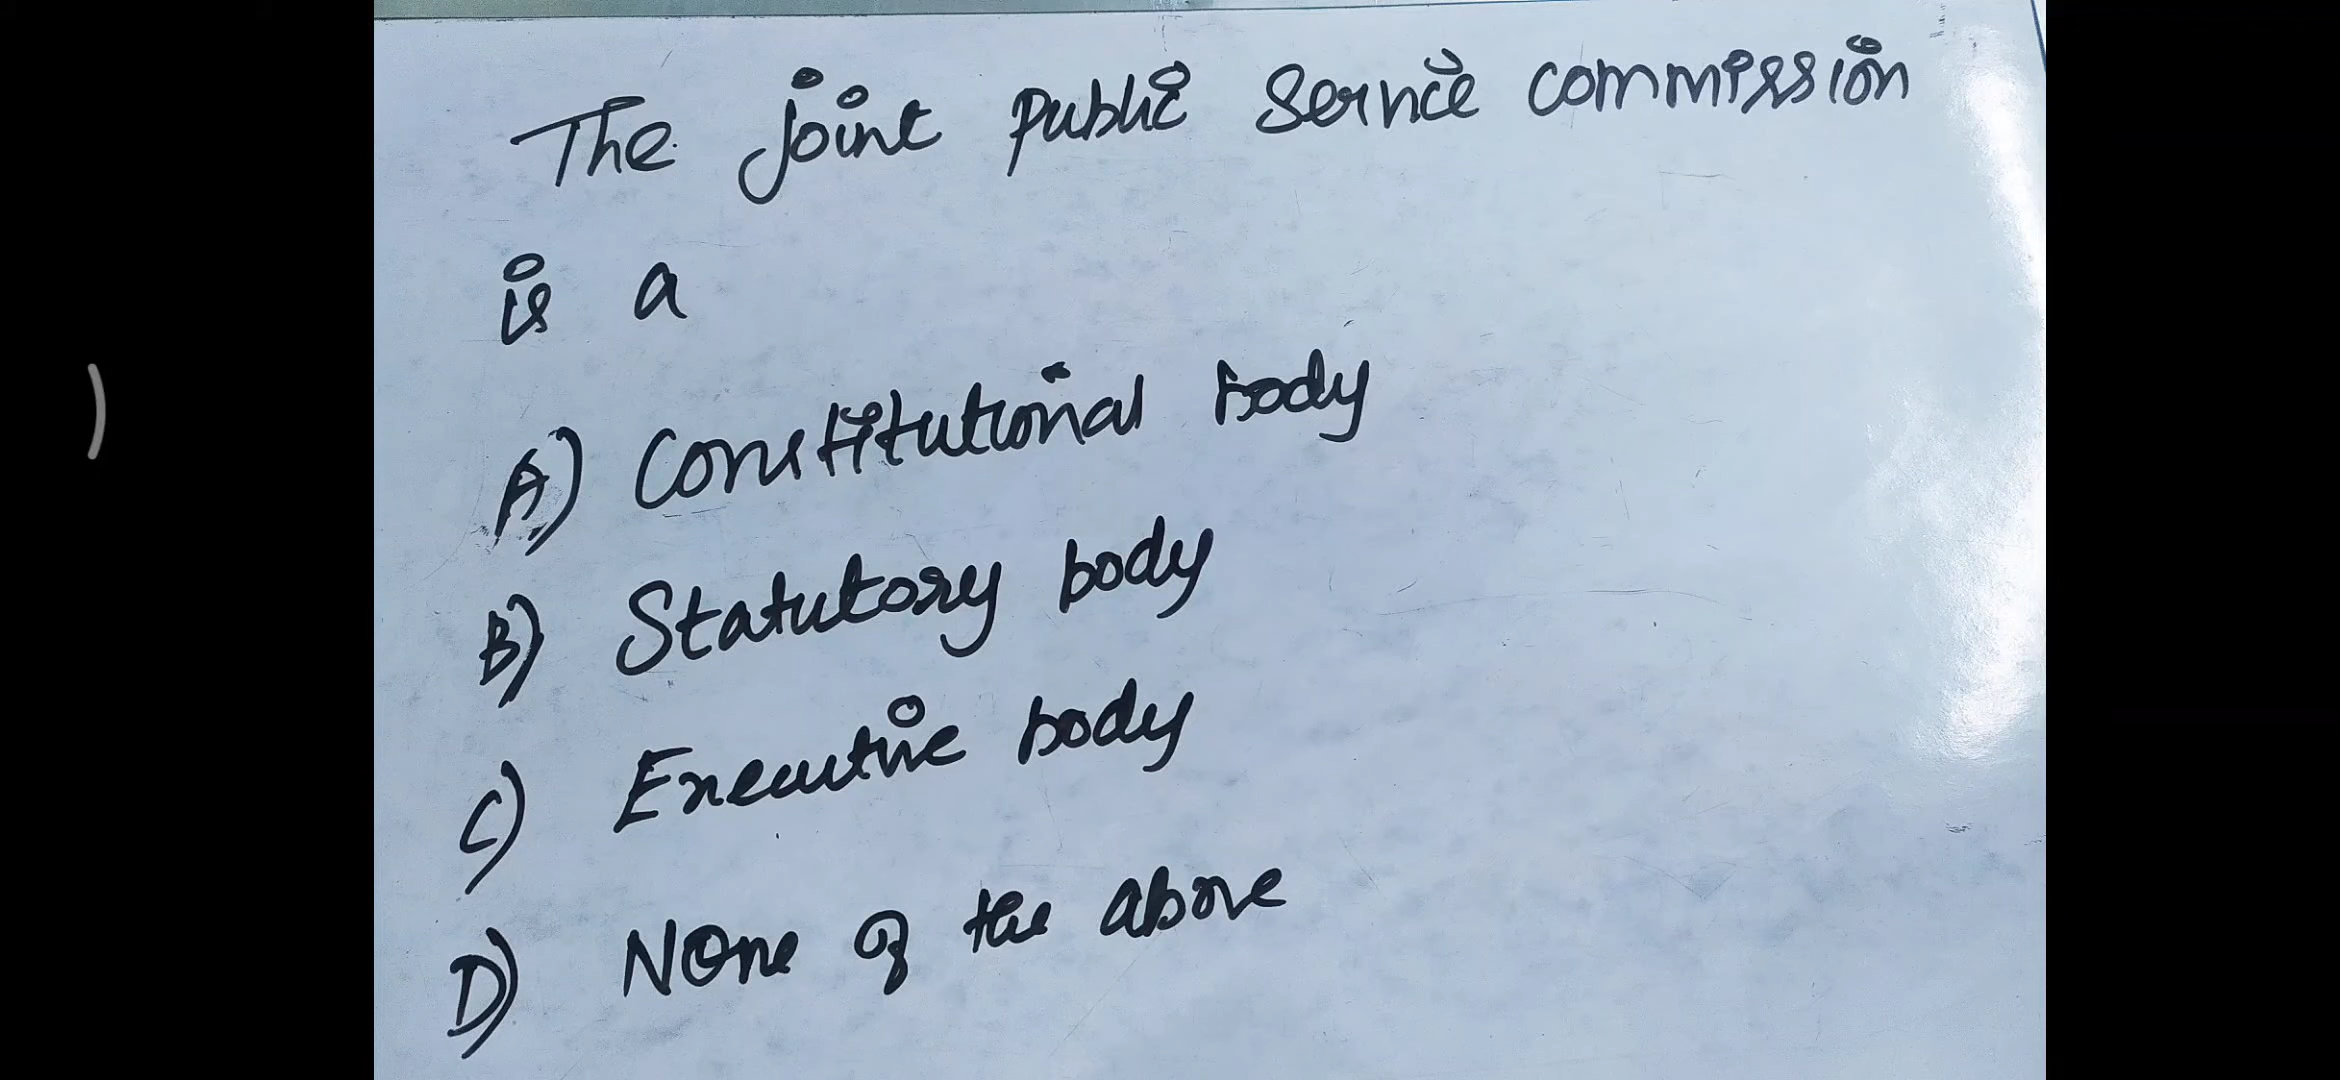 The joint public service commission
is a
A) Constitutional body
B) Statutory body
C) Executive body
D) None of the above